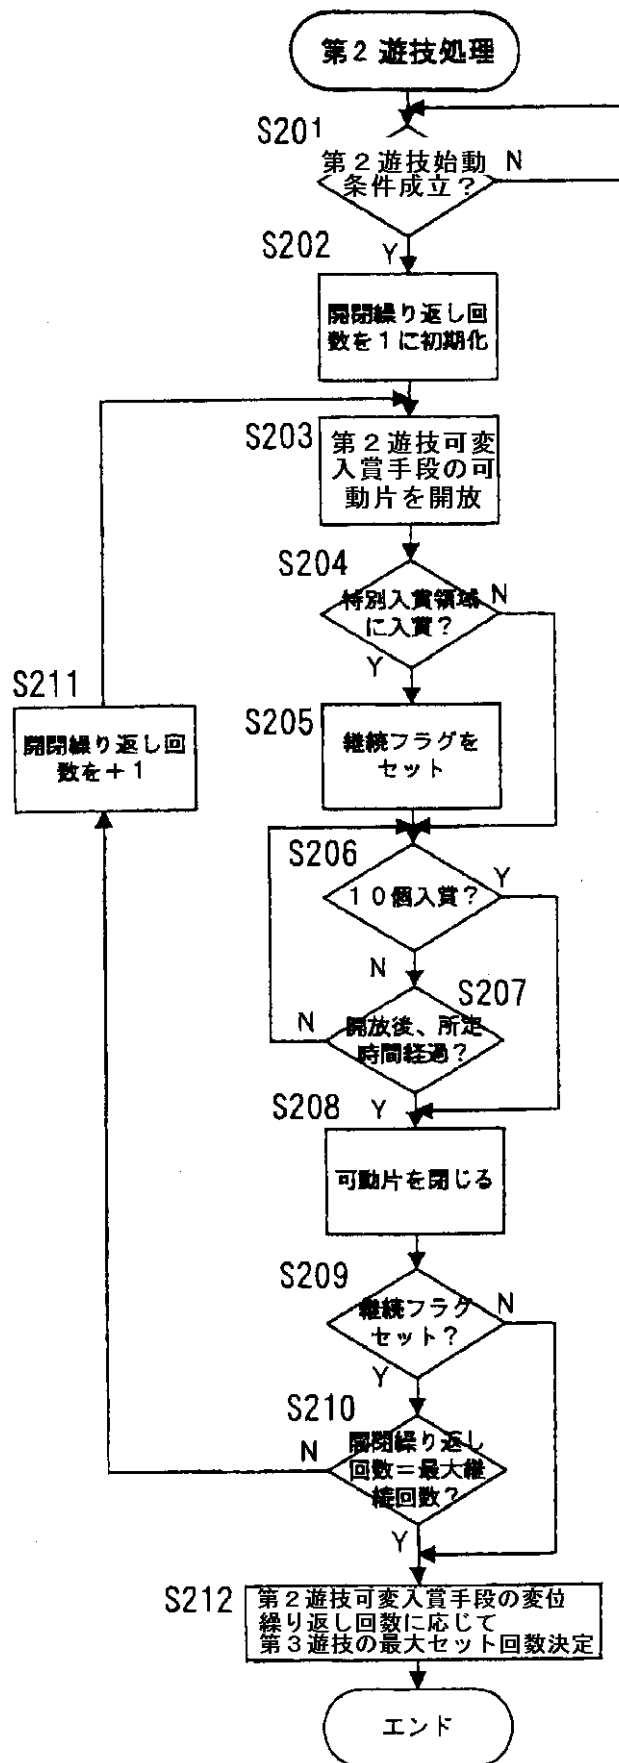 第2遊技処理
S201
第2遊技始動
条件成立?
N
Y
S202
開閉繰り返し回
数を1に初期化
S203
第2遊技可変
入賞手段の可
動片を開放
S204
特別入賞領域
に入賞?
N
Y
S205
継続フラグを
セット
S211
開閉繰り返し回
数を+1
S206
10個入賞?
Y
N
S207
開放後、所定
時間経過?
N
Y
S208
可動片を閉じる
S209
継続フラグ
セット?
N
Y
S210
開閉繰り返し
回数=最大継
続回数?
N
Y
S212
第2遊技可変入賞手段の変位
繰り返し回数に応じて
第3遊技の最大セット回数決定
エンド